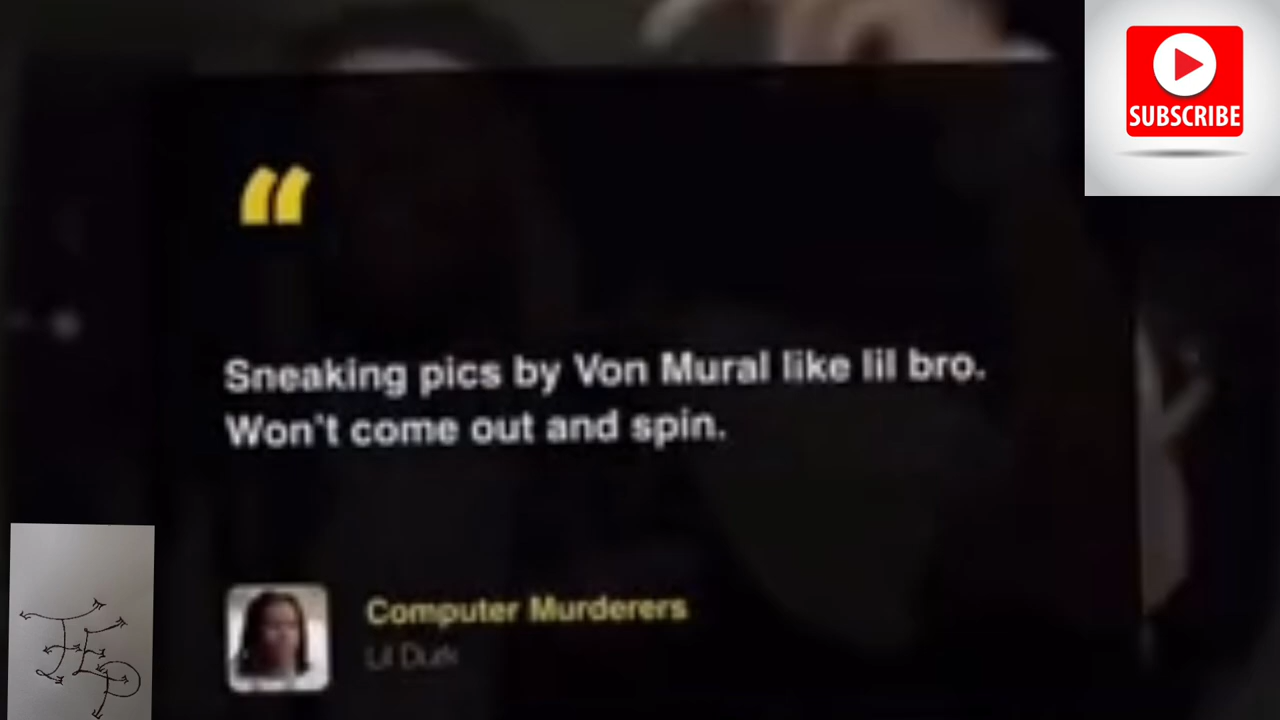 SUBSCRIBE
“
Sneaking pics by Von Mural like lil bro.
Won't come out and spin.
Computer Murderers
Lil Durk